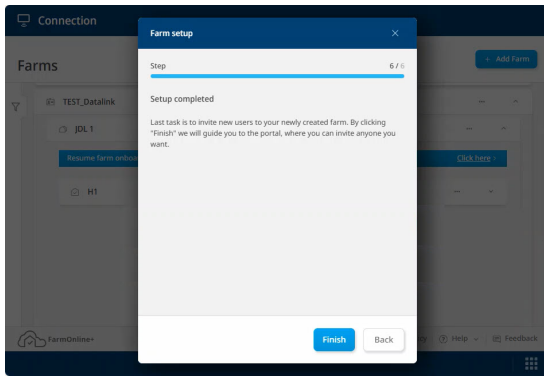 Connection
Farm setup
Farms
+ Add Farm
Step
6 / 6
TEST_Datalink
--
Setup completed
JDL 1
--
Last task is to invite new users to your newly created farm. By clicking
"Finish" we will guide you to the portal, where you can invite anyone you
want.
Resume farm onboa
Click here ›
H1
--
Finish
Back
FarmOnline+
Help
Feedback